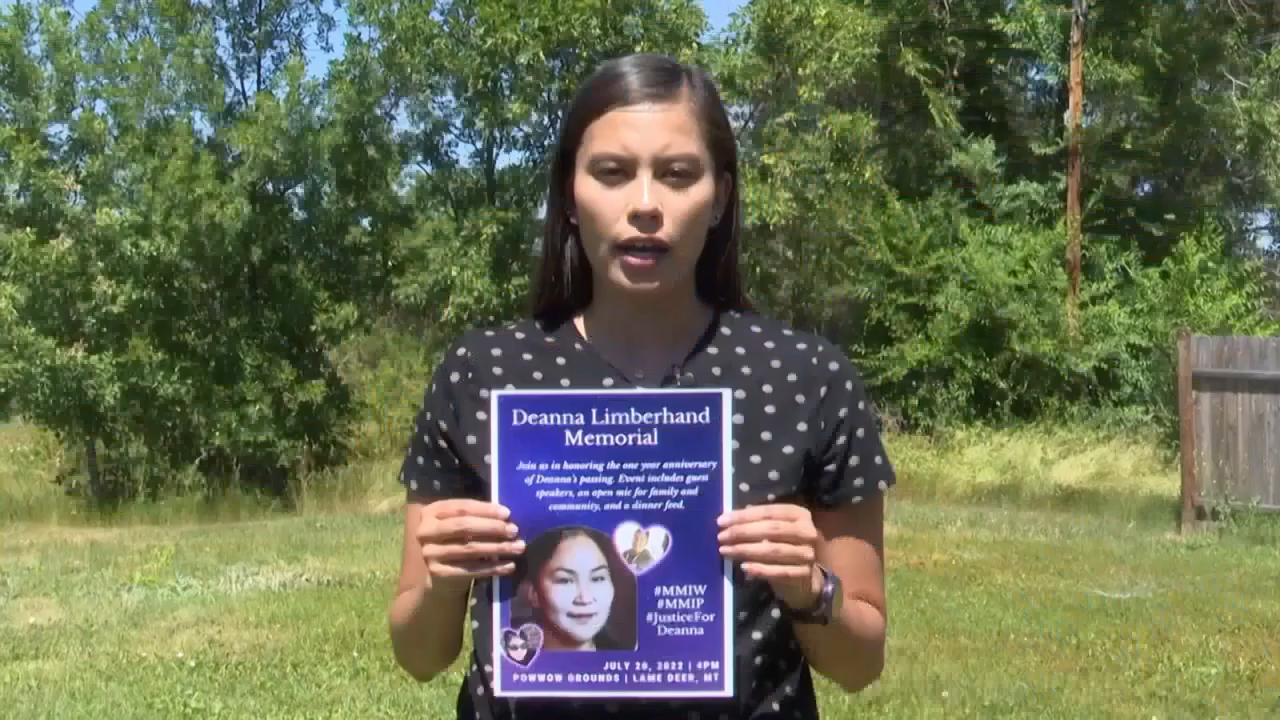 Deanna Limberhand
Memorial
Join us in honoring the one year anniversary
of Deanna's passing. Event includes guest
speakers, an open mic for family and
community, and a dinner feed.
#MMIW
#MMIP
#JusticeFor
Deanna
JULY 20, 2022 | 4PM
POWWOW GROUNDS | LAME DEER, MT